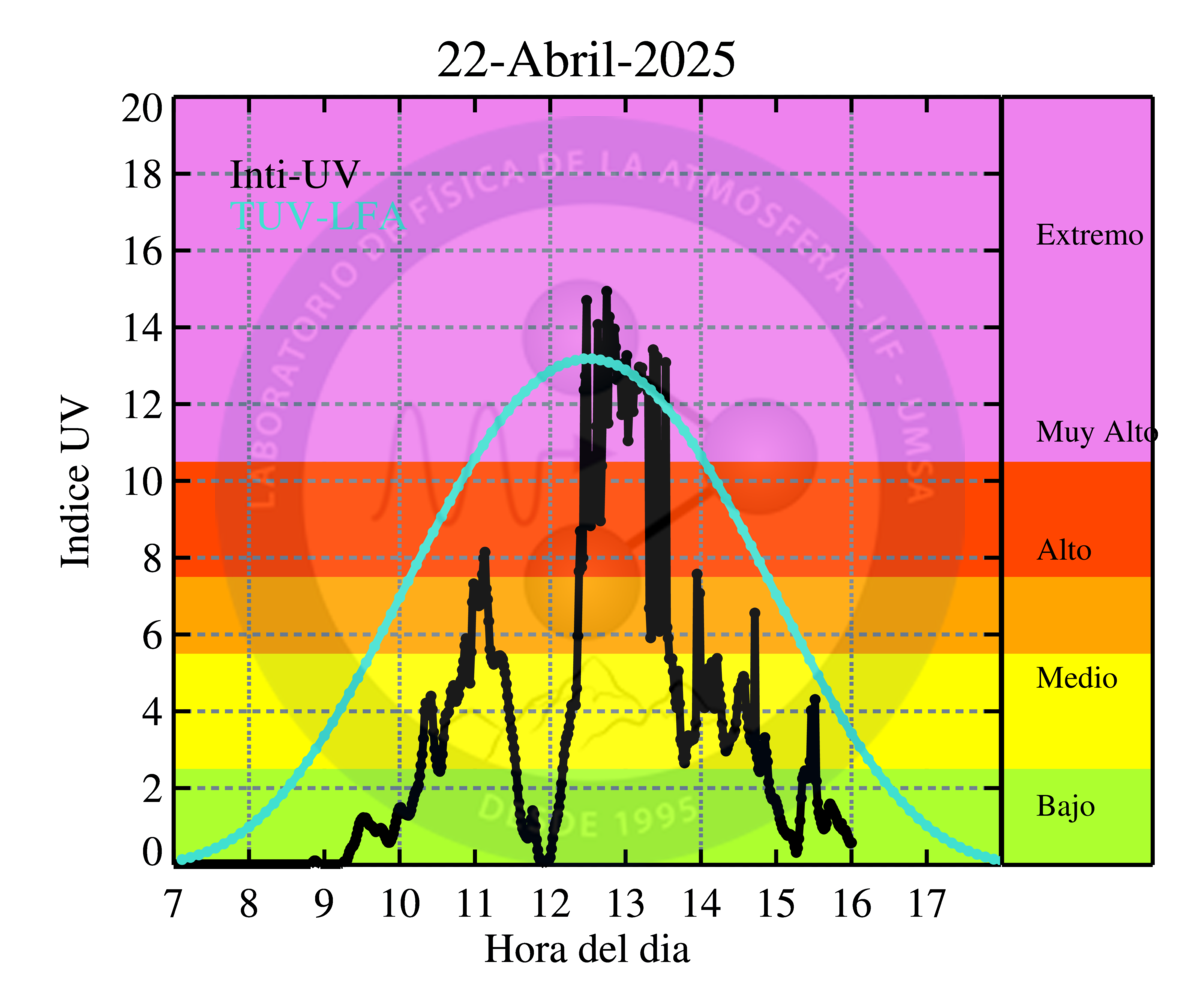 22-Abril-2025
20
18
16
14
12
10
8
6
4
2
0
Indice UV
Inti-UV
TUV-LFA
LABORATORIO DE FÍSICA DE LA ATMÓSFERA - IIF - UMSA
DESDE 1995
Extremo
Muy Alto
Alto
Medio
Bajo
7 8 9 10 11 12 13 14 15 16 17
Hora del dia